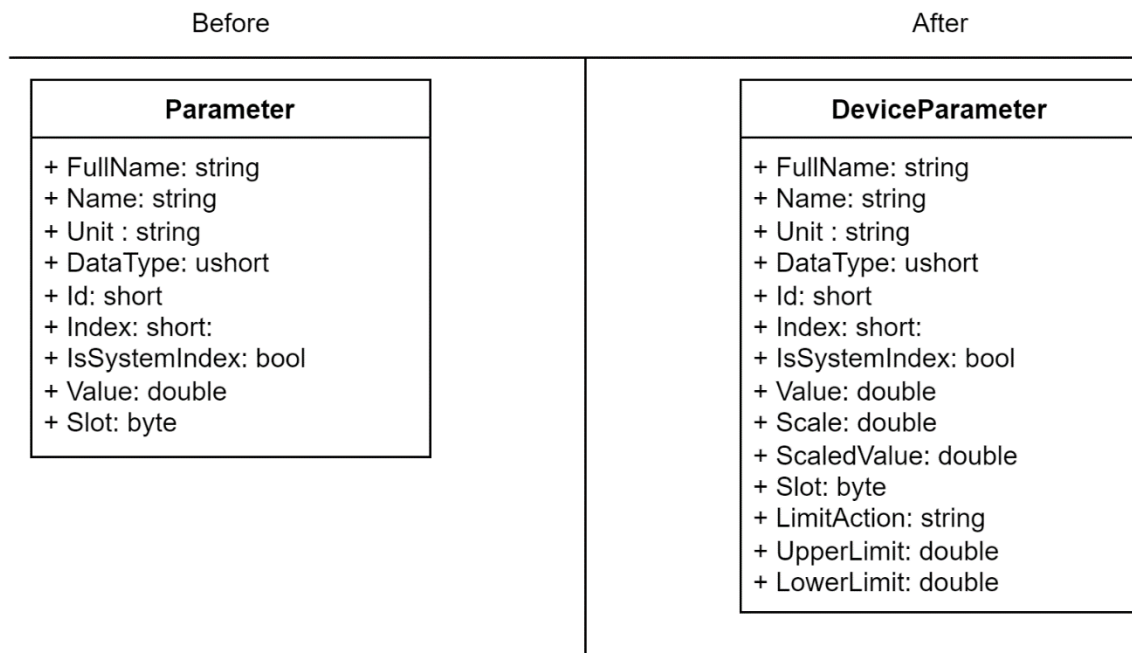 Before
After
Parameter
+ FullName: string
+ Name: string
+ Unit : string
+ DataType: ushort
+ Id: short
+ Index: short:
+ IsSystemIndex: bool
+ Value: double
+ Slot: byte
DeviceParameter
+ FullName: string
+ Name: string
+ Unit : string
+ DataType: ushort
+ Id: short
+ Index: short:
+ IsSystemIndex: bool
+ Value: double
+ Scale: double
+ ScaledValue: double
+ Slot: byte
+ LimitAction: string
+ UpperLimit: double
+ LowerLimit: double